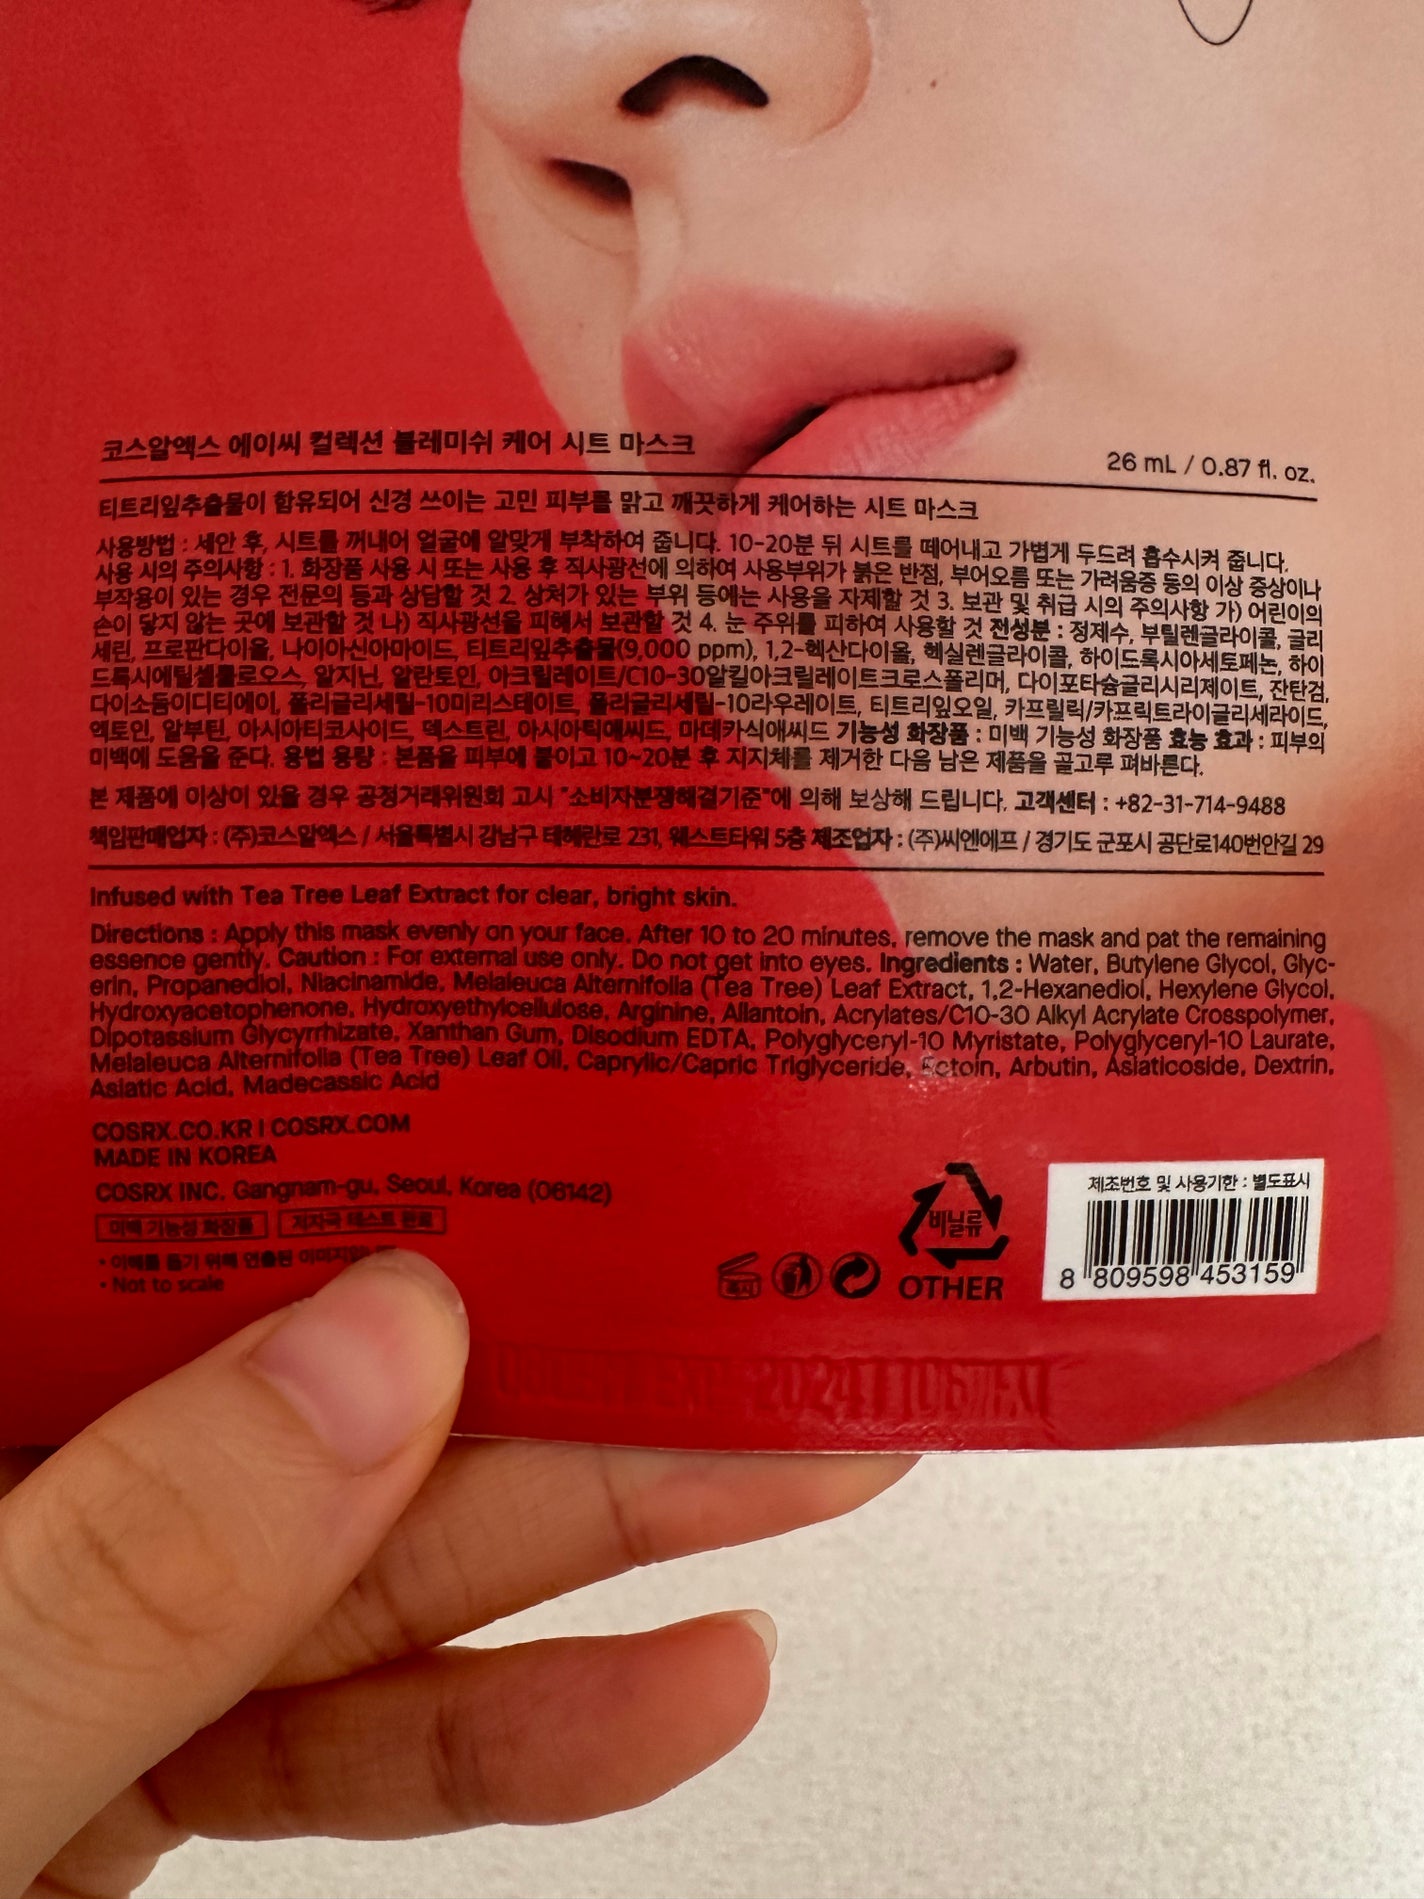 코스알엑스 에이씨 컬렉션 블레미쉬 케어 시트 마스크
26 mL / 0.87 fl. oz.
티트리잎추출물이 함유되어 신경 쓰이는 고민 피부를 맑고 깨끗하게 케어하는 시트 마스크
사용방법 : 세안 후, 시트를 꺼내어 얼굴에 알맞게 부착하여 줍니다. 10-20분 뒤 시트를 떼어내고 가볍게 두드려 흡수시켜 줍니다.
사용 시의 주의사항 : 1. 화장품 사용 시 또는 사용 후 직사광선에 의하여 사용부위가 붉은 반점, 부어오름 또는 가려움증 등의 이상 증상이나
부작용이 있는 경우 전문의 등과 상담할 것 2. 상처가 있는 부위 등에는 사용을 자제할 것 3. 보관 및 취급 시의 주의사항 가) 어린이의
손이 닿지 않는 곳에 보관할 것 나) 직사광선을 피해서 보관할 것 4. 눈 주위를 피하여 사용할 것 전성분 : 정제수, 부틸렌글라이콜, 글리
세린, 프로판다이올, 나이아신아마이드, 티트리잎추출물(9,000 ppm), 1,2-헥산다이올, 헥실렌글라이콜, 하이드록시아세토페논, 하이
드록시에틸셀룰로오스, 알지닌, 알란토인, 아크릴레이트/C10-30알킬아크릴레이트크로스폴리머, 다이포타슘글리시리제이트, 잔탄검,
다이소듐이디티에이, 폴리글리세릴-10미리스테이트, 폴리글리세릴-10라우레이트, 티트리잎오일, 카프릴릭/카프릭트라이글리세라이드,
엑토인, 알부틴, 아시아티코사이드, 덱스트린, 아시아틱애씨드, 마데카식애씨드 기능성 화장품 : 미백 기능성 화장품 효능 효과 : 피부의
미백에 도움을 준다. 용법 용량 : 본품을 피부에 붙이고 10~20분 후 지지체를 제거한 다음 남은 제품을 골고루 펴바른다.
본 제품에 이상이 있을 경우 공정거래위원회 고시 "소비자분쟁해결기준"에 의해 보상해 드립니다. 고객센터 : +82-31-714-9488
책임판매업자 : (주)코스알엑스 / 서울특별시 강남구 테헤란로 231, 웨스트타워 5층 제조업자 : (주)씨엔에프 / 경기도 군포시 공단로140번안길 29
Infused with Tea Tree Leaf Extract for clear, bright skin.
Directions : Apply this mask evenly on your face. After 10 to 20 minutes, remove the mask and pat the remaining
essence gently. Caution : For external use only. Do not get into eyes. Ingredients : Water, Butylene Glycol, Glyc-
erin, Propanediol, Niacinamide, Melaleuca Alternifolia (Tea Tree) Leaf Extract, 1,2-Hexanediol, Hexylene Glycol,
Hydroxyacetophenone, Hydroxyethylcellulose, Arginine, Allantoin, Acrylates/C10-30 Alkyl Acrylate Crosspolymer,
Dipotassium Glycyrrhizate, Xanthan Gum, Disodium EDTA, Polyglyceryl-10 Myristate, Polyglyceryl-10 Laurate,
Melaleuca Alternifolia (Tea Tree) Leaf Oil, Caprylic/Capric Triglyceride, Ectoin, Arbutin, Asiaticoside, Dextrin,
Asiatic Acid, Madecassic Acid
COSRX.CO.KR I COSRX.COM
MADE IN KOREA
COSRX INC. Gangnam-gu, Seoul, Korea (06142)
미백 기능성 화장품 저자극 테스트 완료
• 이해를 돕기 위해 연출된 이미지임
• Not to scale
비닐류
OTHER
제조번호 및 사용기한 : 별도표시
8 809598 453159